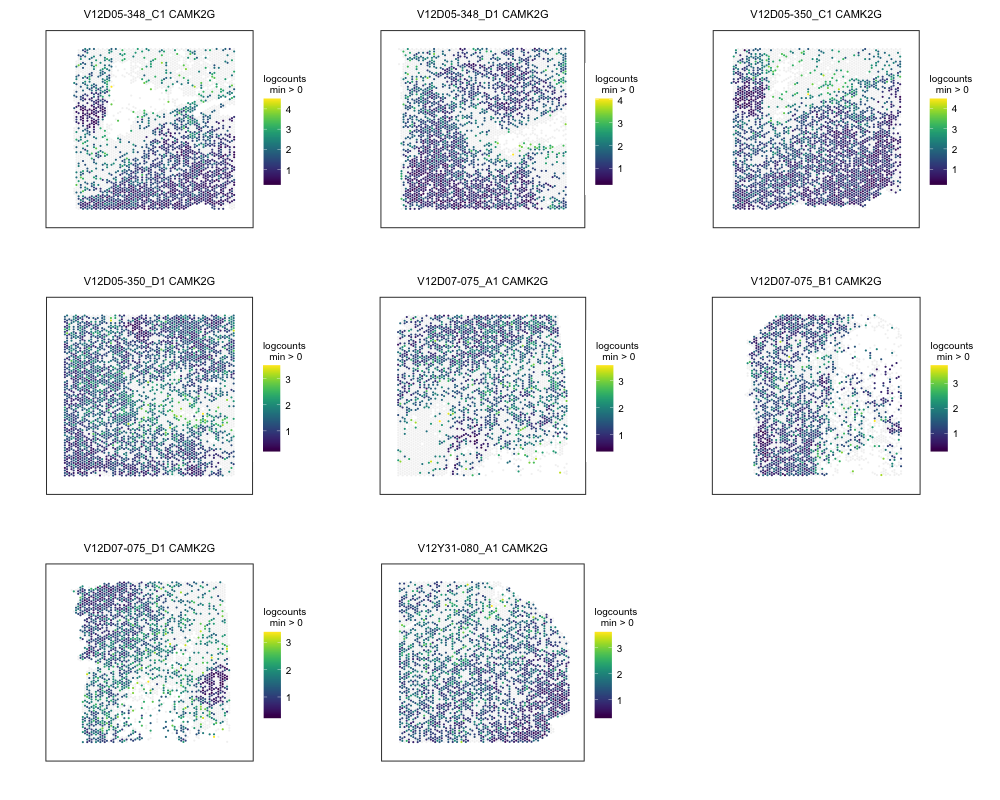 V12D05-348_C1 CAMK2G
logcounts
min > 0
4
3
2
1
V12D05-348_D1 CAMK2G
logcounts
min > 0
4
3
2
1
V12D05-350_C1 CAMK2G
logcounts
min > 0
4
3
2
1
V12D05-350_D1 CAMK2G
logcounts
min > 0
3
2
1
V12D07-075_A1 CAMK2G
logcounts
min > 0
3
2
1
V12D07-075_B1 CAMK2G
logcounts
min > 0
3
2
1
V12D07-075_D1 CAMK2G
logcounts
min > 0
3
2
1
V12Y31-080_A1 CAMK2G
logcounts
min > 0
3
2
1